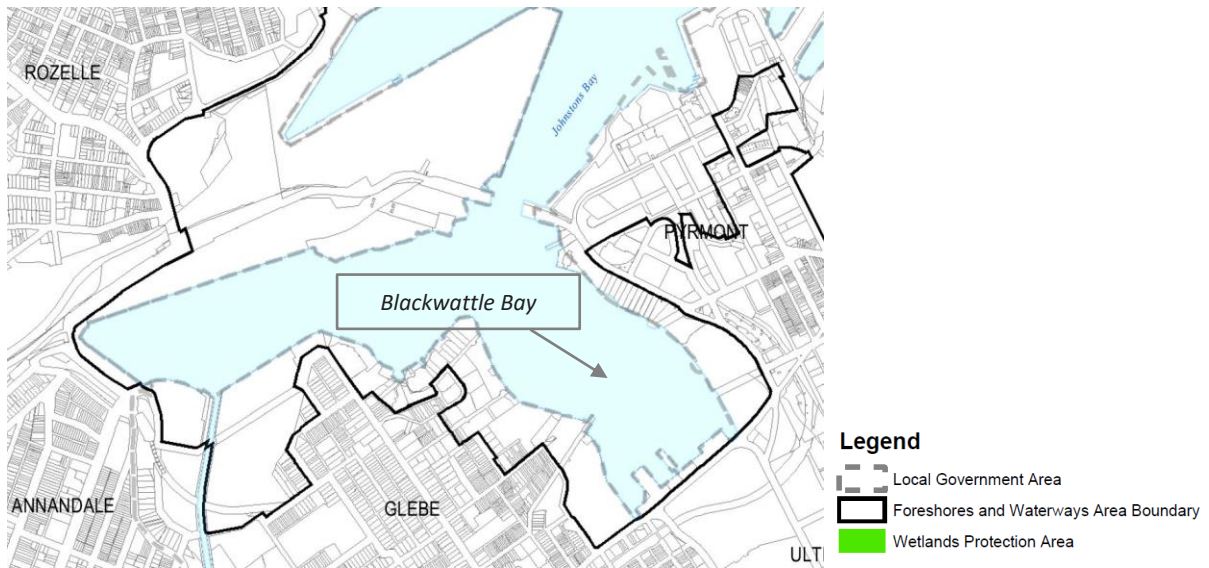 ROZELLE
Johnstons Bay
PYRMONT
Blackwattle Bay
ANNANDALE
GLEBE
ULTI
Legend
Local Government Area
Foreshores and Waterways Area Boundary
Wetlands Protection Area